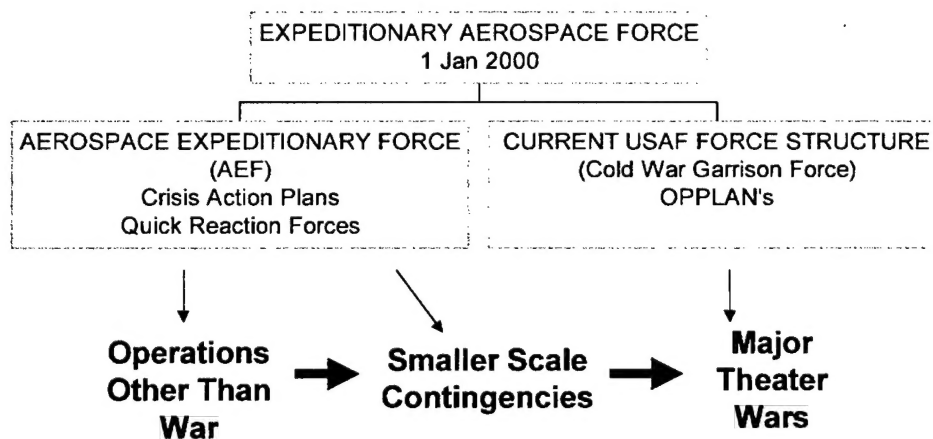 EXPEDITIONARY AEROSPACE FORCE
1 Jan 2000
AEROSPACE EXPEDITIONARY FORCE
(AEF)
Crisis Action Plans
Quick Reaction Forces
CURRENT USAF FORCE STRUCTURE
(Cold War Garrison Force)
OPPLAN's
Operations
Other Than
War
Smaller Scale
Contingencies
Major
Theater
Wars